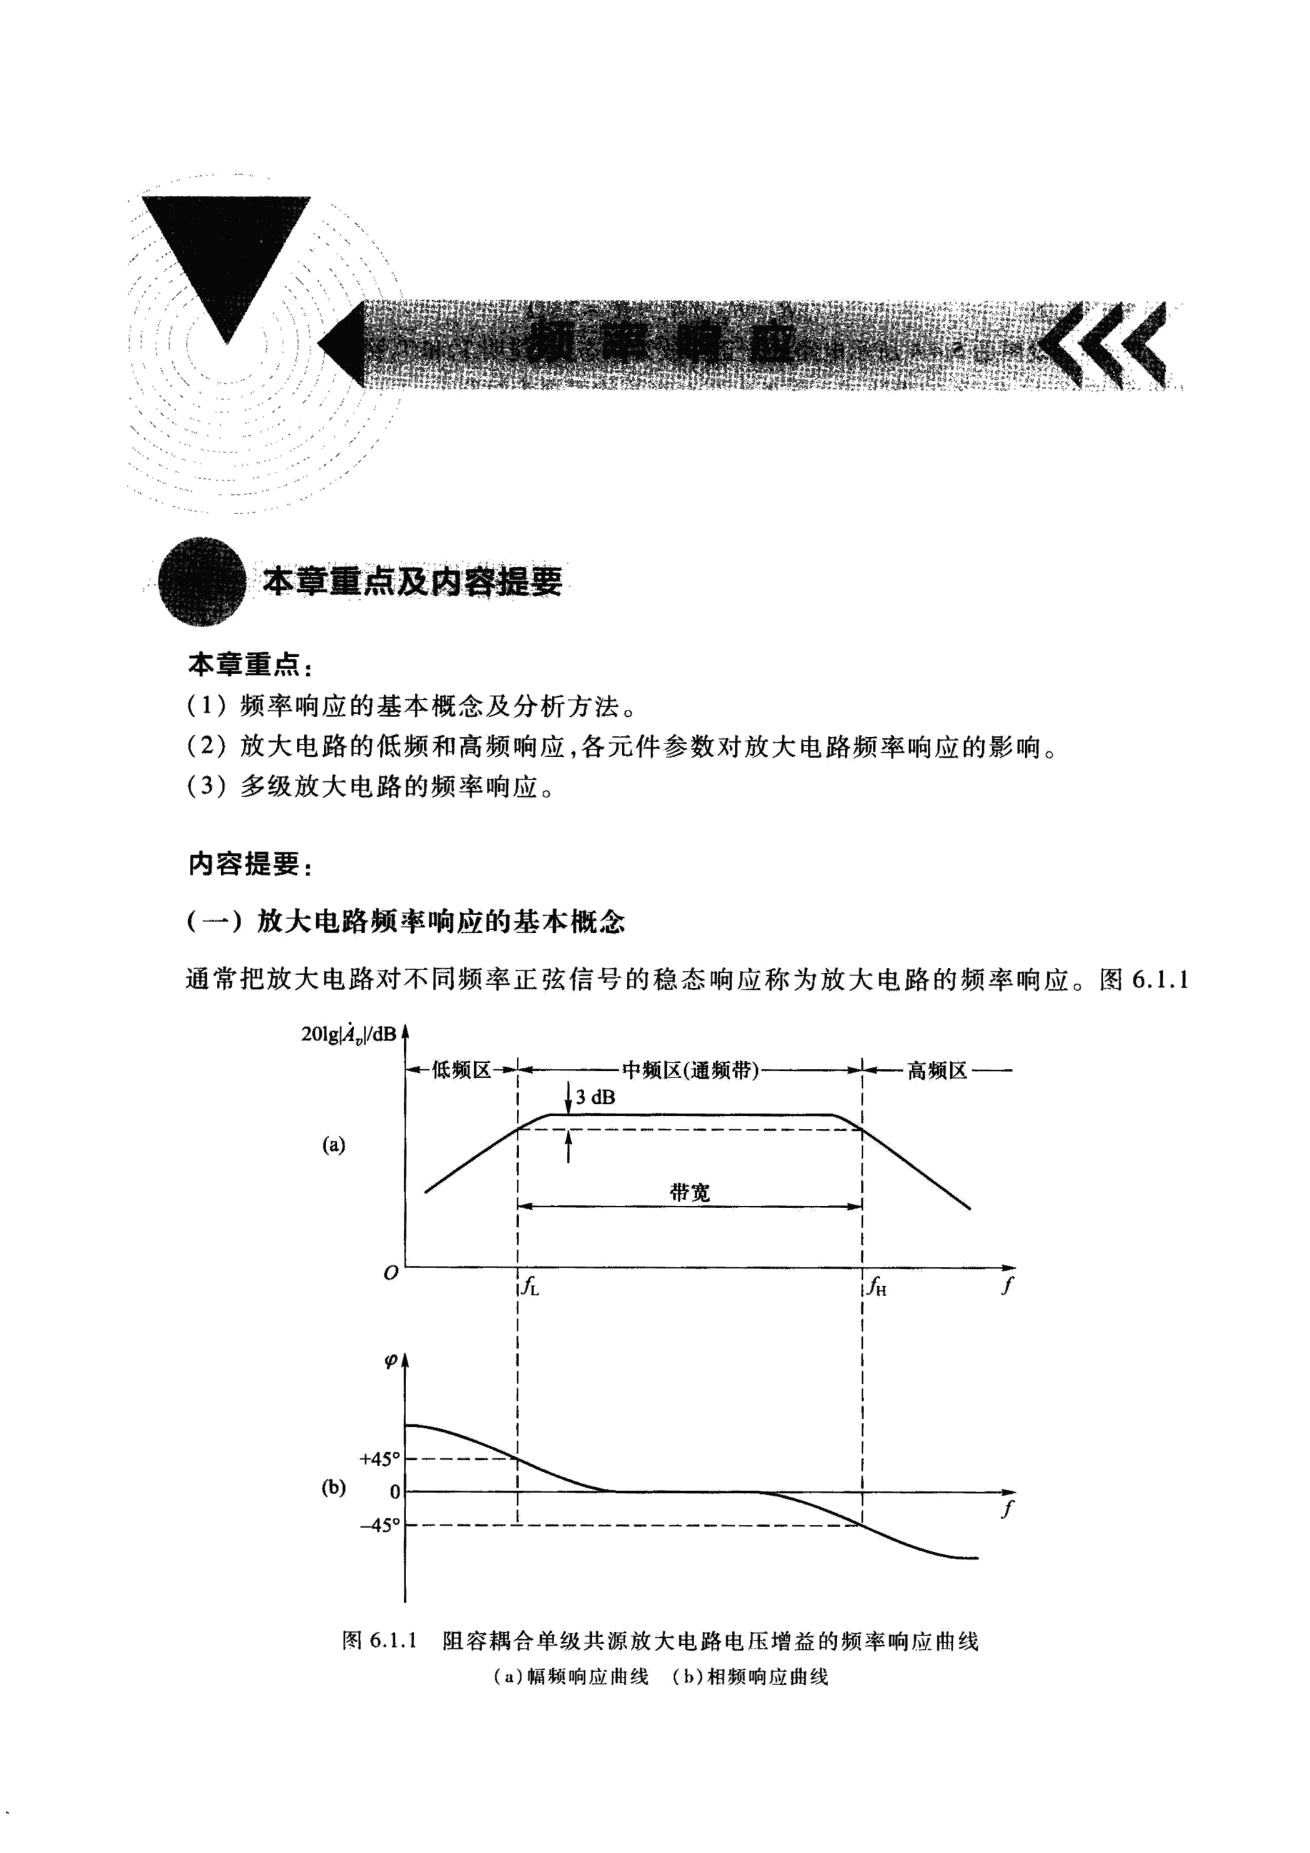 频率响应
本章重点及内容提要
本章重点：
(1) 频率响应的基本概念及分析方法。
(2) 放大电路的低频和高频响应,各元件参数对放大电路频率响应的影响。
(3) 多级放大电路的频率响应。
内容提要：
(一) 放大电路频率响应的基本概念
通常把放大电路对不同频率正弦信号的稳态响应称为放大电路的频率响应。图 6.1.1
20lg|Ȧᵥ|/dB
低频区 中频区(通频带) 高频区
3 dB
(a)
带宽
O
fL fH f
φ
+45°
(b) 0
f
−45°
图 6.1.1 阻容耦合单级共源放大电路电压增益的频率响应曲线
(a)幅频响应曲线 (b)相频响应曲线